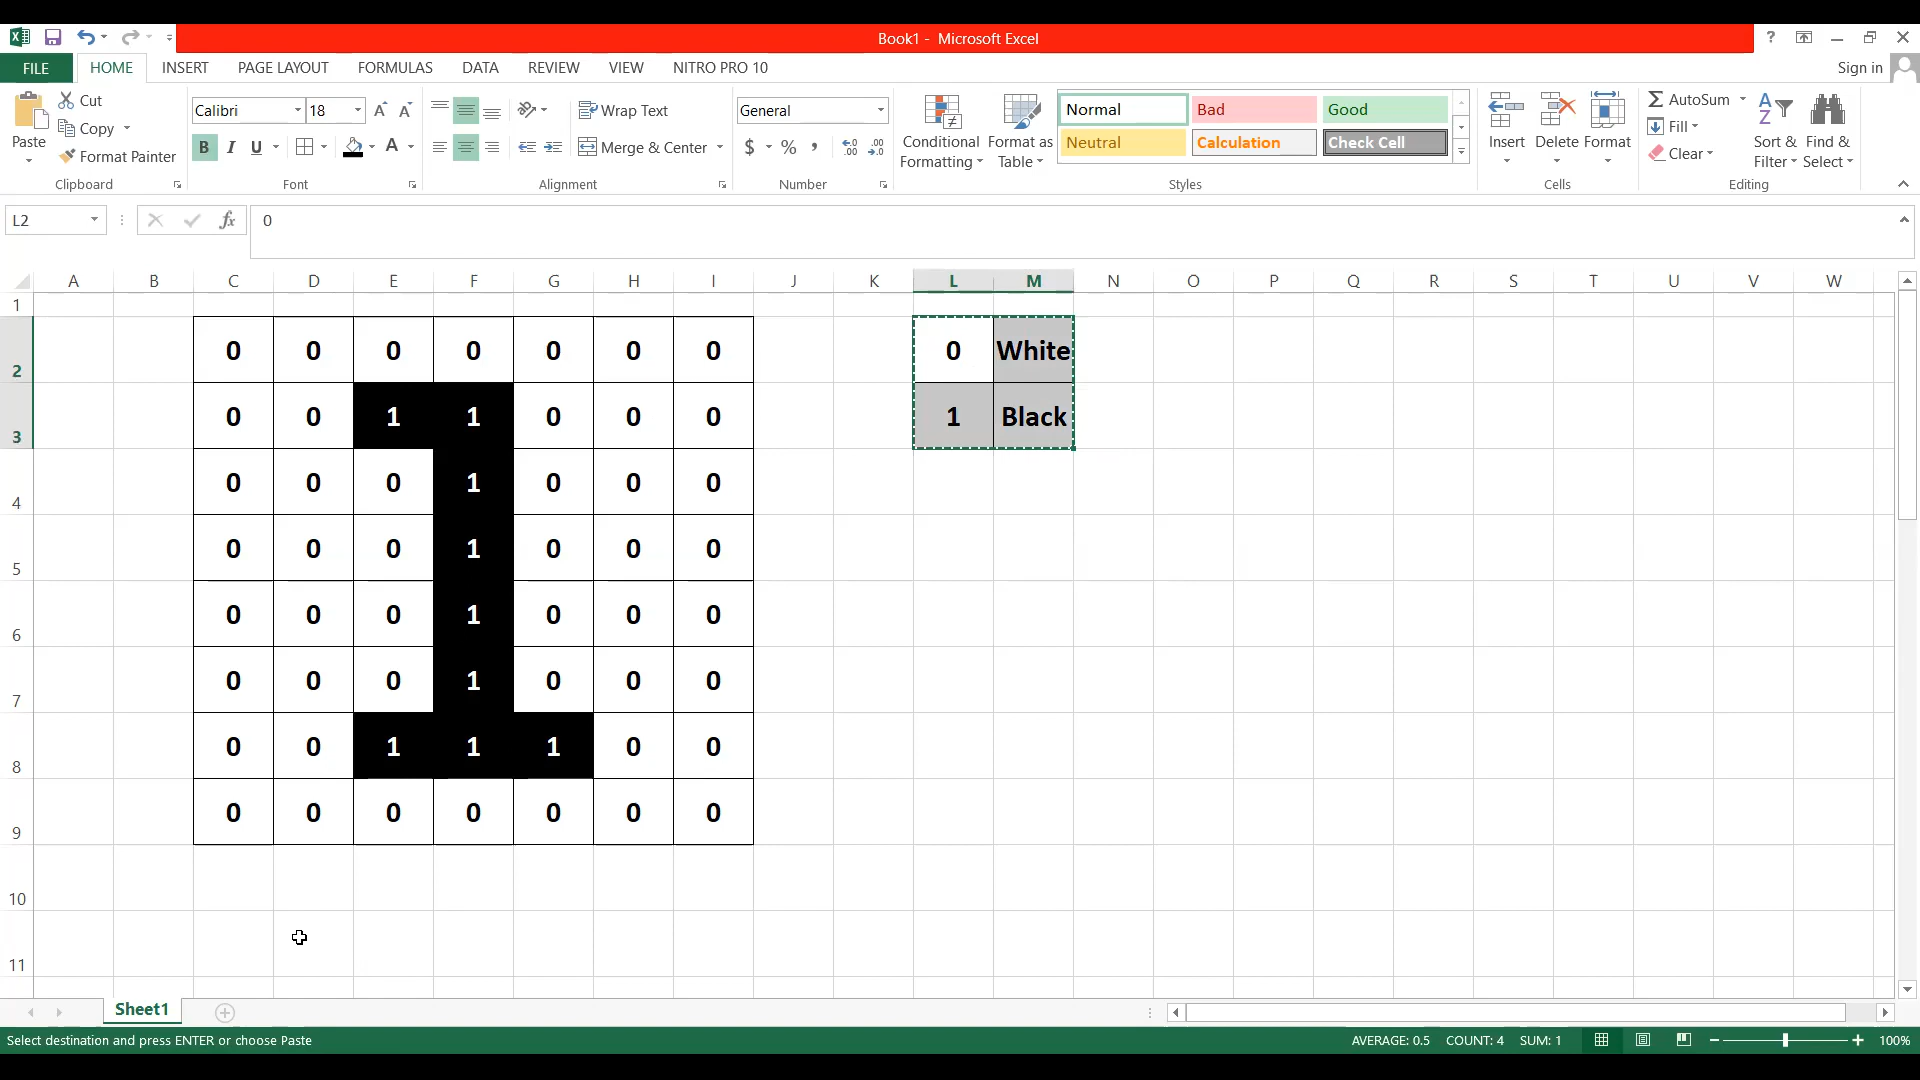 Book1 - Microsoft Excel
?
FILE HOME INSERT PAGE LAYOUT FORMULAS DATA REVIEW VIEW NITRO PRO 10 Sign in
Paste
Cut
Copy
Format Painter
Clipboard
Calibri 18 A A
B I U A
Font
Wrap Text
Merge & Center
Alignment
General
$ % , .00 .0
Number
Conditional Formatting
Format as Table
Normal Bad Good
Neutral Calculation Check Cell
Styles
Insert Delete Format
Cells
AutoSum
Fill
Clear
Sort & Filter
Find & Select
Editing
L2 fx 0
A B C D E F G H I J K L M N O P Q R S T U V W
1
2 0 0 0 0 0 0 0 0 White
3 0 0 1 1 0 0 0 1 Black
4 0 0 0 1 0 0 0
5 0 0 0 1 0 0 0
6 0 0 0 1 0 0 0
7 0 0 0 1 0 0 0
8 0 0 1 1 1 0 0
9 0 0 0 0 0 0 0
10
11
Sheet1
Select destination and press ENTER or choose Paste AVERAGE: 0.5 COUNT: 4 SUM: 1 100%